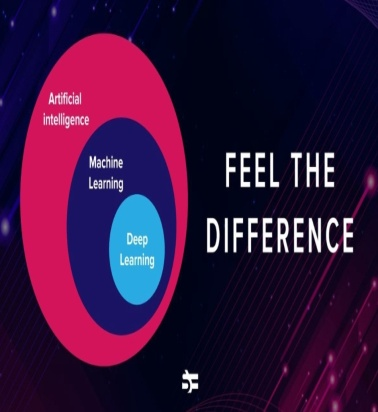 Artificial
intelligence
Machine
Learning
Deep
Learning
FEEL THE
DIFFERENCE